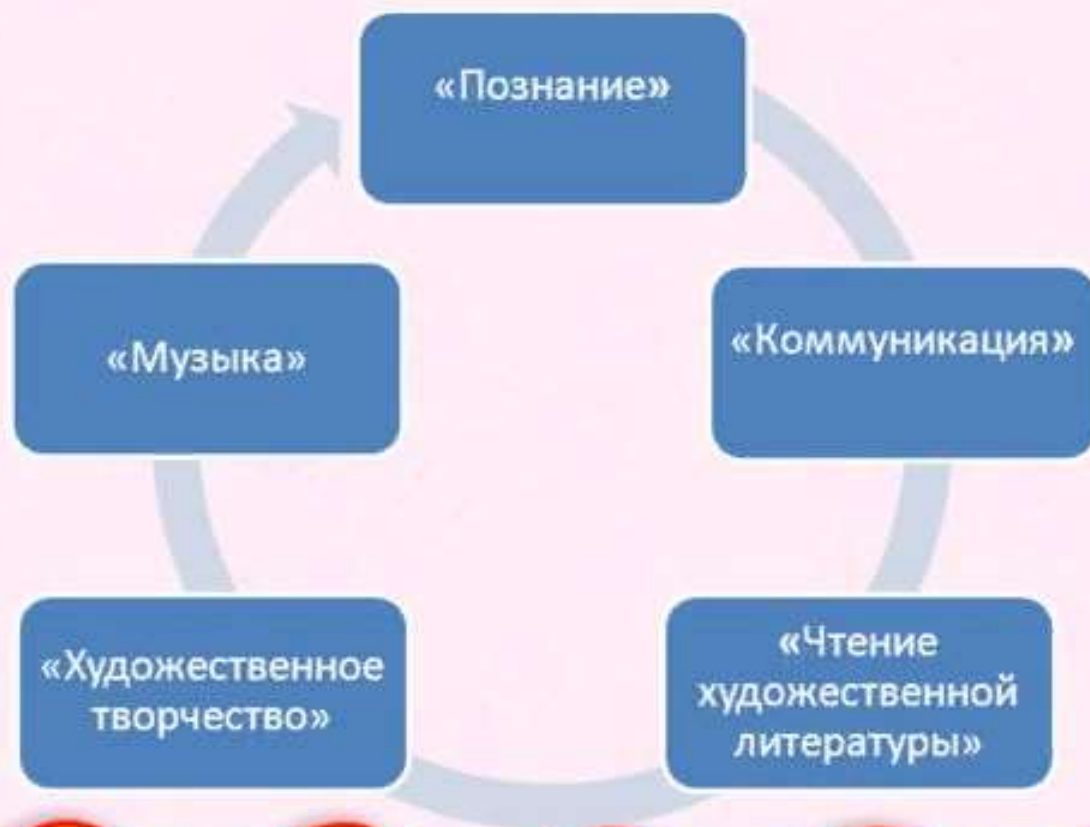 «Познание»
«Коммуникация»
«Чтение
художественной
литературы»
«Художественное
творчество»
«Музыка»